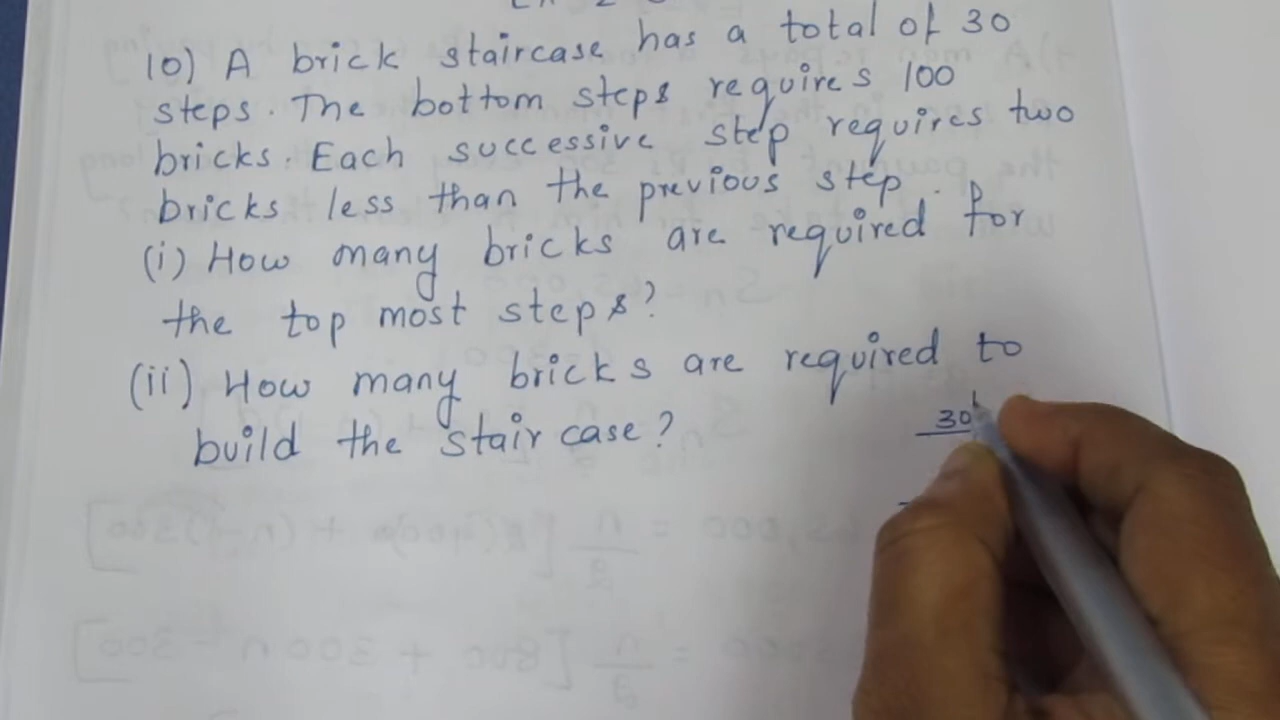 10) A brick staircase has a total of 30
steps. The bottom steps requires 100
bricks. Each successive step requires two
bricks less than the previous step.
(i) How many bricks are required for
the top most steps?
(ii) How many bricks are required to
build the stair case?
30